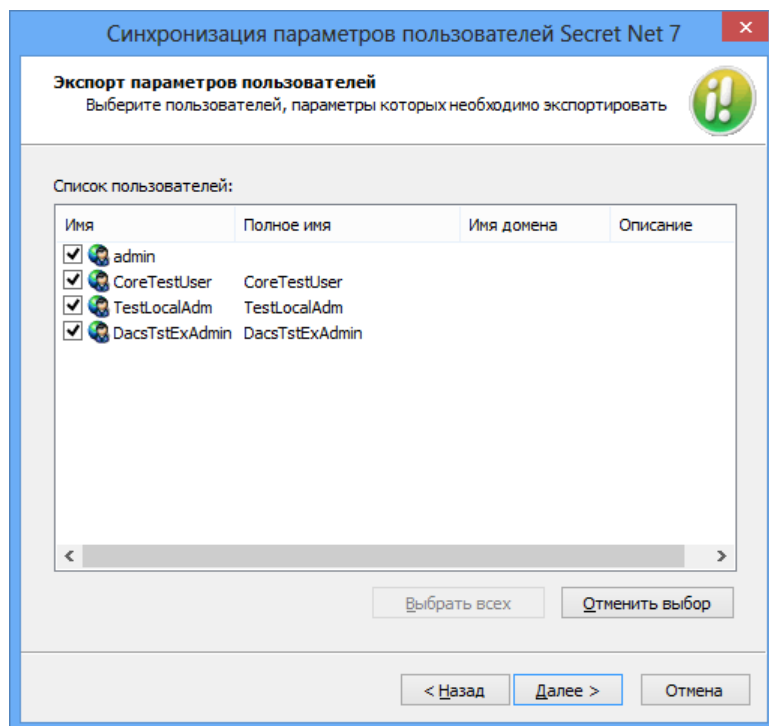 Синхронизация параметров пользователей Secret Net 7
Экспорт параметров пользователей
Выберите пользователей, параметры которых необходимо экспортировать
Список пользователей:
Имя Полное имя Имя домена Описание
admin
CoreTestUser CoreTestUser
TestLocalAdm TestLocalAdm
DacsTstExAdmin DacsTstExAdmin
Выбрать всех Отменить выбор
< Назад Далее > Отмена